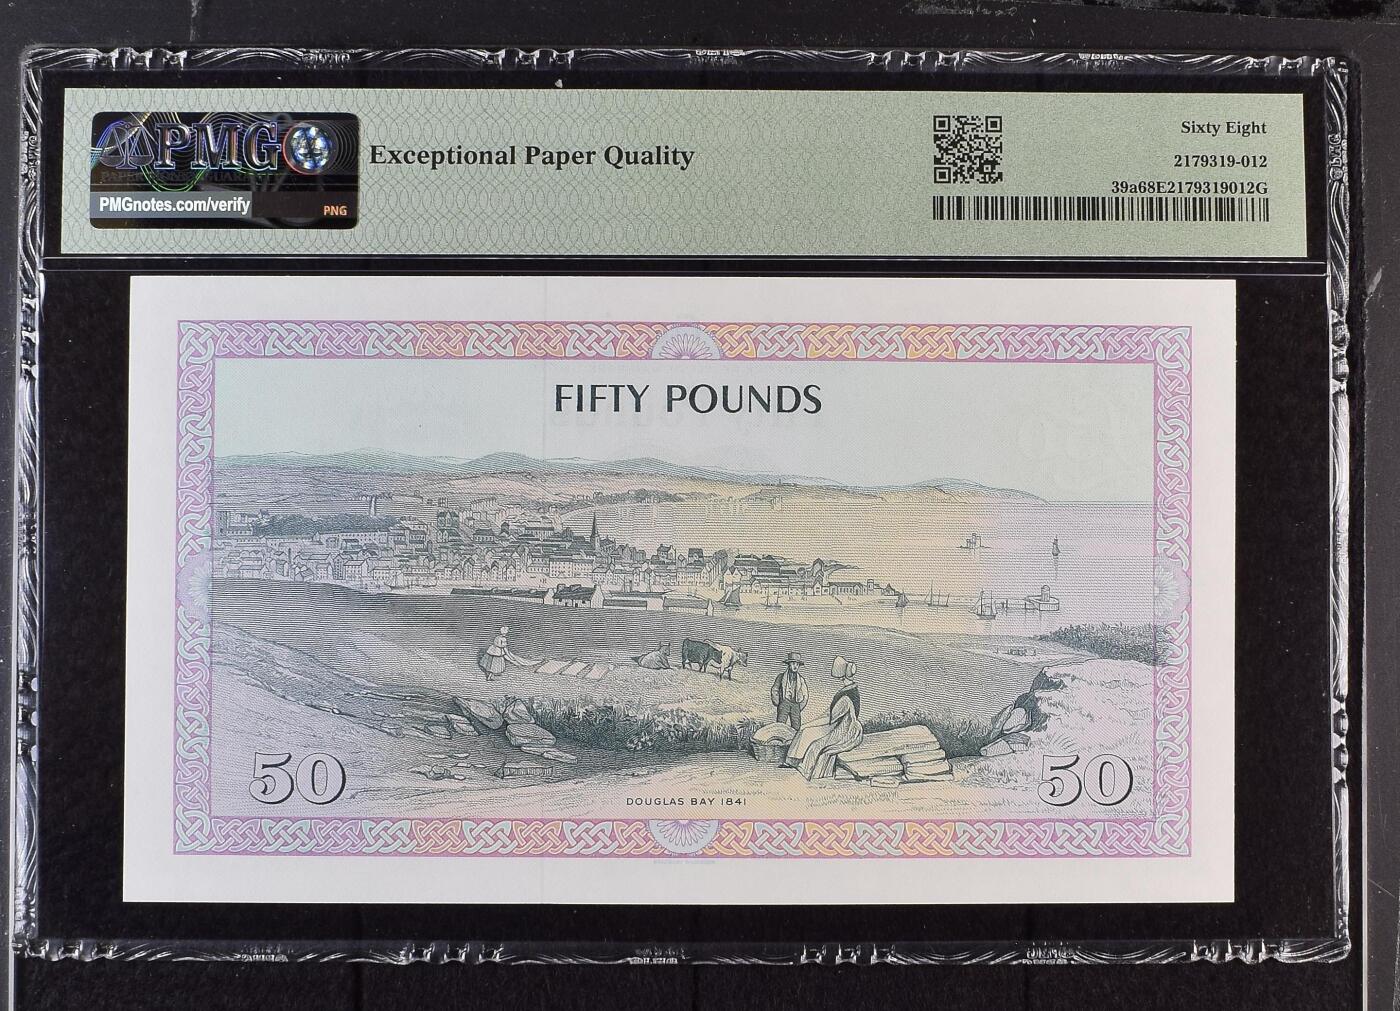 PMG
PMGnotes.com/verify
PNG
Exceptional Paper Quality
Sixty Eight
2179319-012
39a68E2179319012G
FIFTY POUNDS
50
50
DOUGLAS BAY 1841